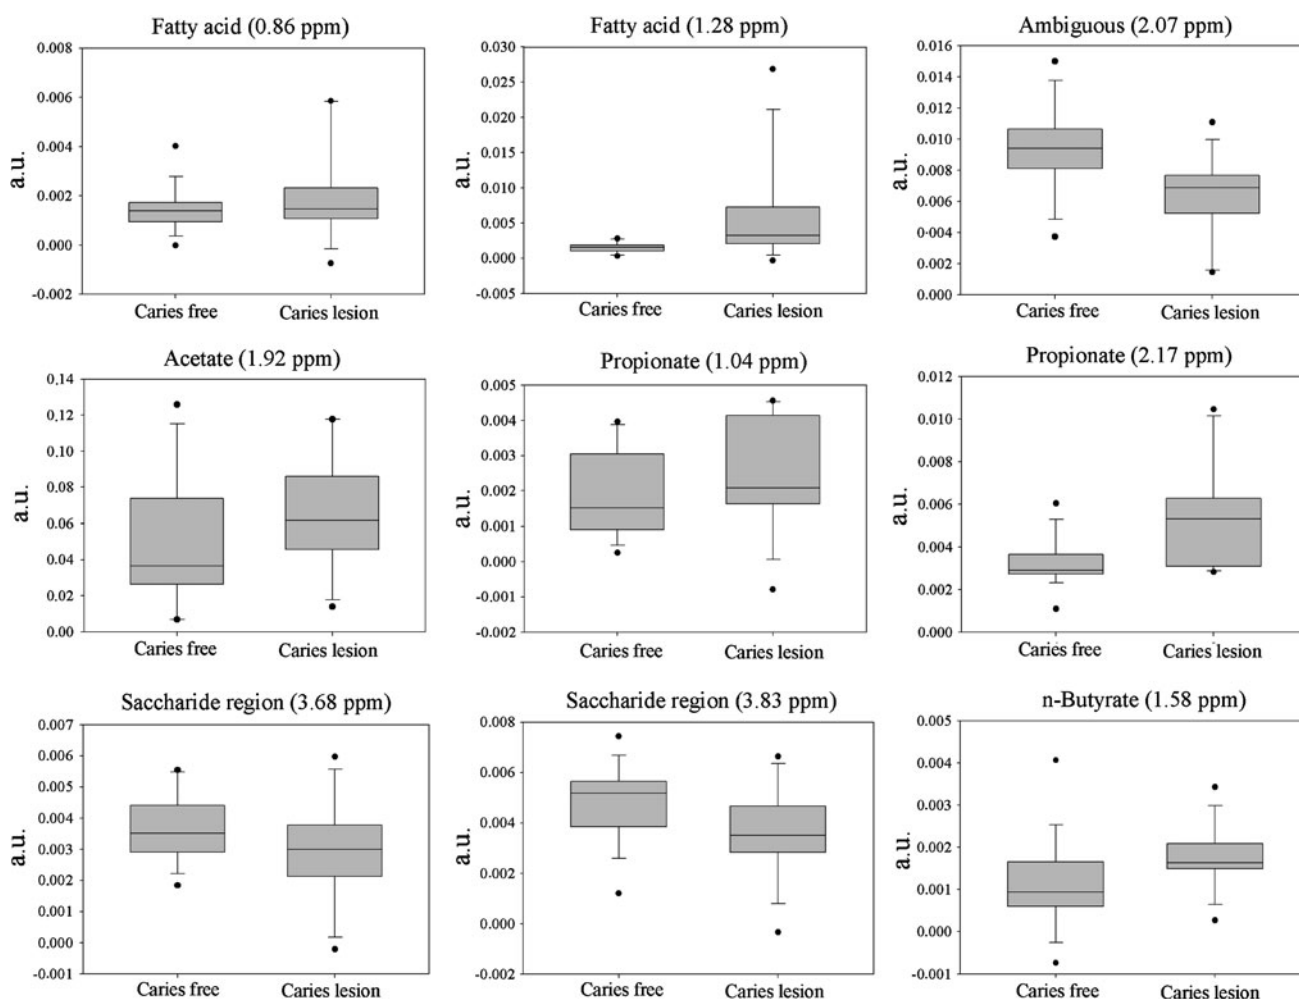 Fatty acid (0.86 ppm)
0.008
0.006
0.004
0.002
0.000
-0.002
a.u.
Caries free
Caries lesion
Fatty acid (1.28 ppm)
0.030
0.020
0.010
0.005
0.000
-0.005
a.u.
Caries free
Caries lesion
Ambiguous (2.07 ppm)
0.016
0.014
0.012
0.010
0.008
0.006
0.004
0.002
0.000
a.u.
Caries free
Caries lesion
Acetate (1.92 ppm)
0.14
0.12
0.10
0.08
0.06
0.04
0.02
0.00
a.u.
Caries free
Caries lesion
Propionate (1.04 ppm)
0.005
0.004
0.003
0.002
0.001
0.000
-0.001
-0.002
a.u.
Caries free
Caries lesion
Propionate (2.17 ppm)
0.012
0.010
0.008
0.006
0.004
0.002
0.000
a.u.
Caries free
Caries lesion
Saccharide region (3.68 ppm)
0.007
0.006
0.005
0.004
0.003
0.002
0.001
0.000
-0.001
a.u.
Caries free
Caries lesion
Saccharide region (3.83 ppm)
0.008
0.006
0.004
0.002
0.000
-0.002
a.u.
Caries free
Caries lesion
n-Butyrate (1.58 ppm)
0.005
0.004
0.003
0.002
0.001
0.000
-0.001
a.u.
Caries free
Caries lesion